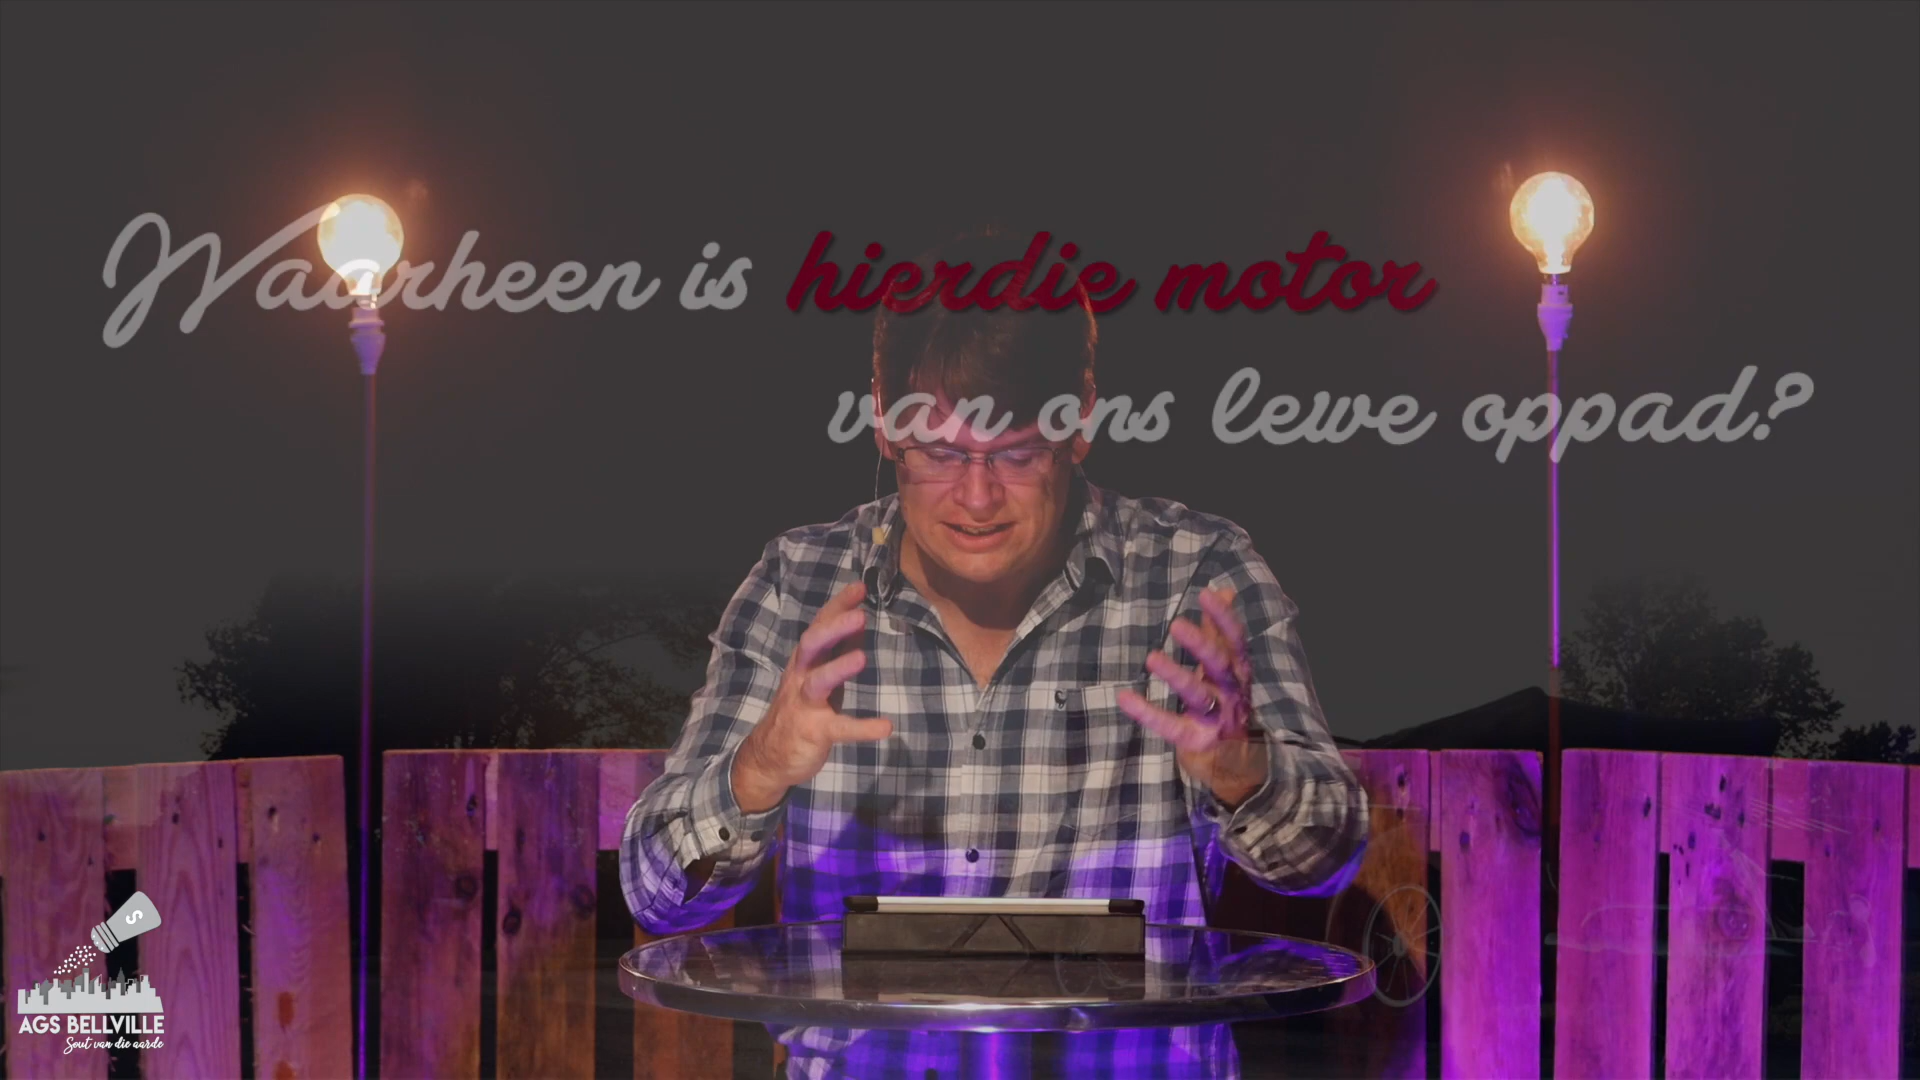 Waarheen is hierdie motor
van ons lewe oppad?
S
AGS BELLVILLE
Sout van die aarde